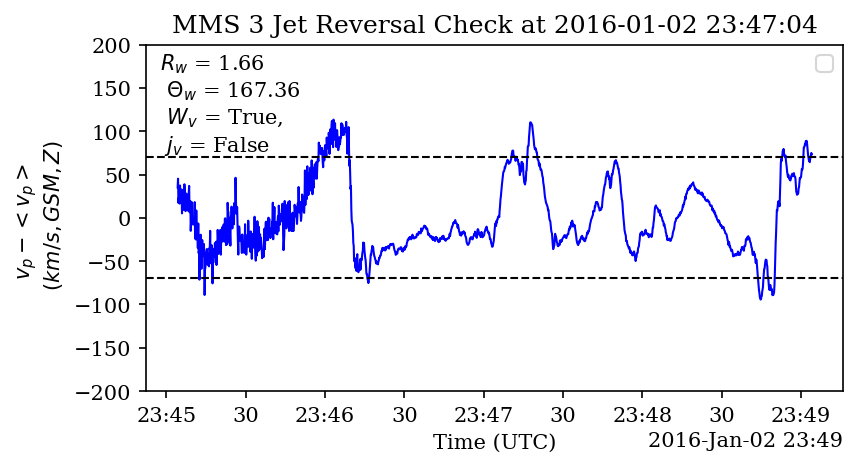 MMS 3 Jet Reversal Check at 2016-01-02 23:47:04
R_w = 1.66
Θ_w = 167.36
W_v = True,
j_v = False
v_p − < v_p >
(km/s, GSM, Z)
200
150
100
50
0
−50
−100
−150
−200
23:45 30 23:46 30 23:47 30 23:48 30 23:49
Time (UTC)
2016-Jan-02 23:49